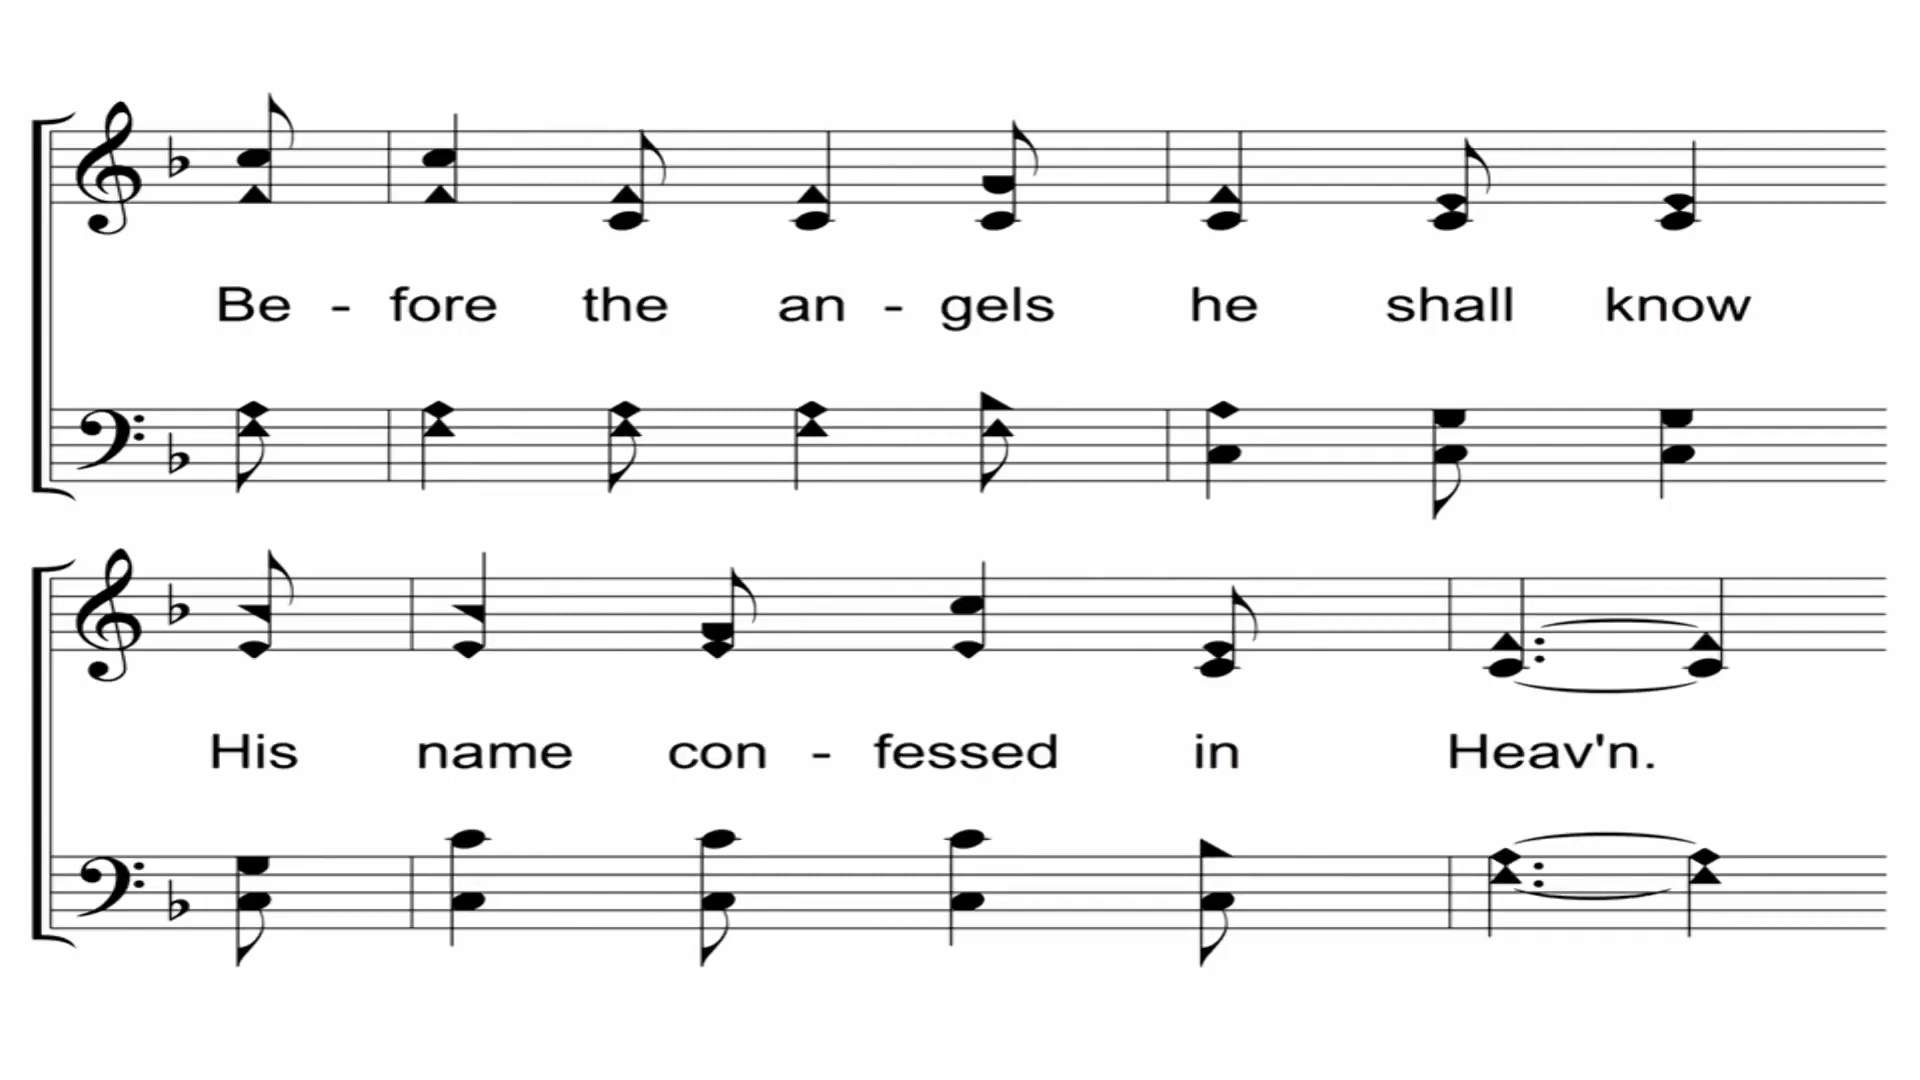 Be - fore the an - gels he shall know
His name con - fessed in Heav'n.